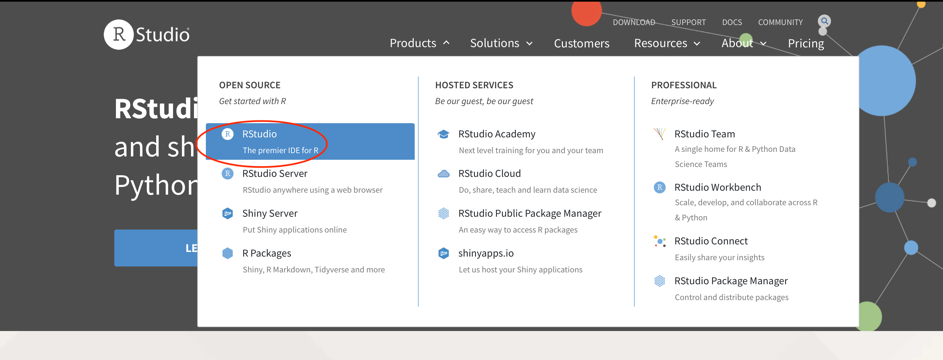 DOWNLOAD SUPPORT DOCS COMMUNITY
R Studio
Products Solutions Customers Resources About Pricing
OPEN SOURCE
Get started with R
RStudio
The premier IDE for R
RStudio Server
RStudio anywhere using a web browser
Shiny Server
Put Shiny applications online
R Packages
Shiny, R Markdown, Tidyverse and more
HOSTED SERVICES
Be our guest, be our guest
RStudio Academy
Next level training for you and your team
RStudio Cloud
Do, share, teach and learn data science
RStudio Public Package Manager
An easy way to access R packages
shinyapps.io
Let us host your Shiny applications
PROFESSIONAL
Enterprise-ready
RStudio Team
A single home for R & Python Data
Science Teams
RStudio Workbench
Scale, develop, and collaborate across R
& Python
RStudio Connect
Easily share your insights
RStudio Package Manager
Control and distribute packages
RStudi
and sh
Python
LE